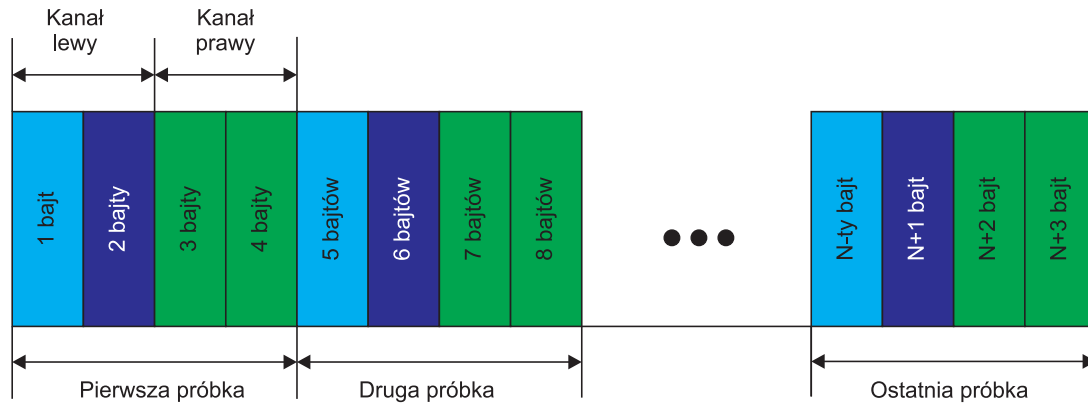 Kanał
lewy
Kanał
prawy
1 bajt
2 bajty
3 bajty
4 bajty
5 bajtów
6 bajtów
7 bajtów
8 bajtów
N-ty bajt
N+1 bajt
N+2 bajt
N+3 bajt
Pierwsza próbka
Druga próbka
Ostatnia próbka